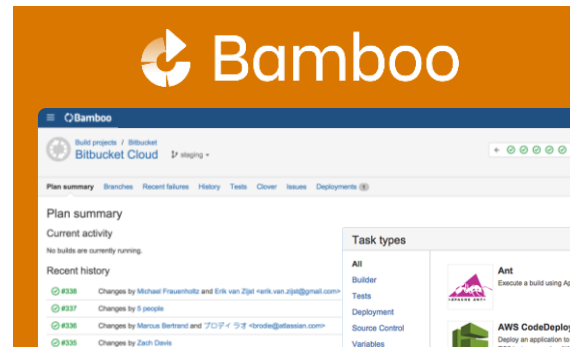 Bamboo
Bamboo
Build projects / Bitbucket
Bitbucket Cloud staging
Plan summary Branches Recent failures History Tests Clover Issues Deployments 1
Plan summary
Current activity
No builds are currently running.
Recent history
#338 Changes by Michael Frauenholtz and Erik van Zijst <erik.van.zijst@gmail.com>
#337 Changes by 5 people
#336 Changes by Marcus Bertrand and ブロディ ラオ <brodie@atlassian.com>
#335 Changes by Zach Davis
Task types
All
Builder
Tests
Deployment
Source Control
Variables
Ant
Execute a build using Ap
AWS CodeDeploy
Deploy an application to